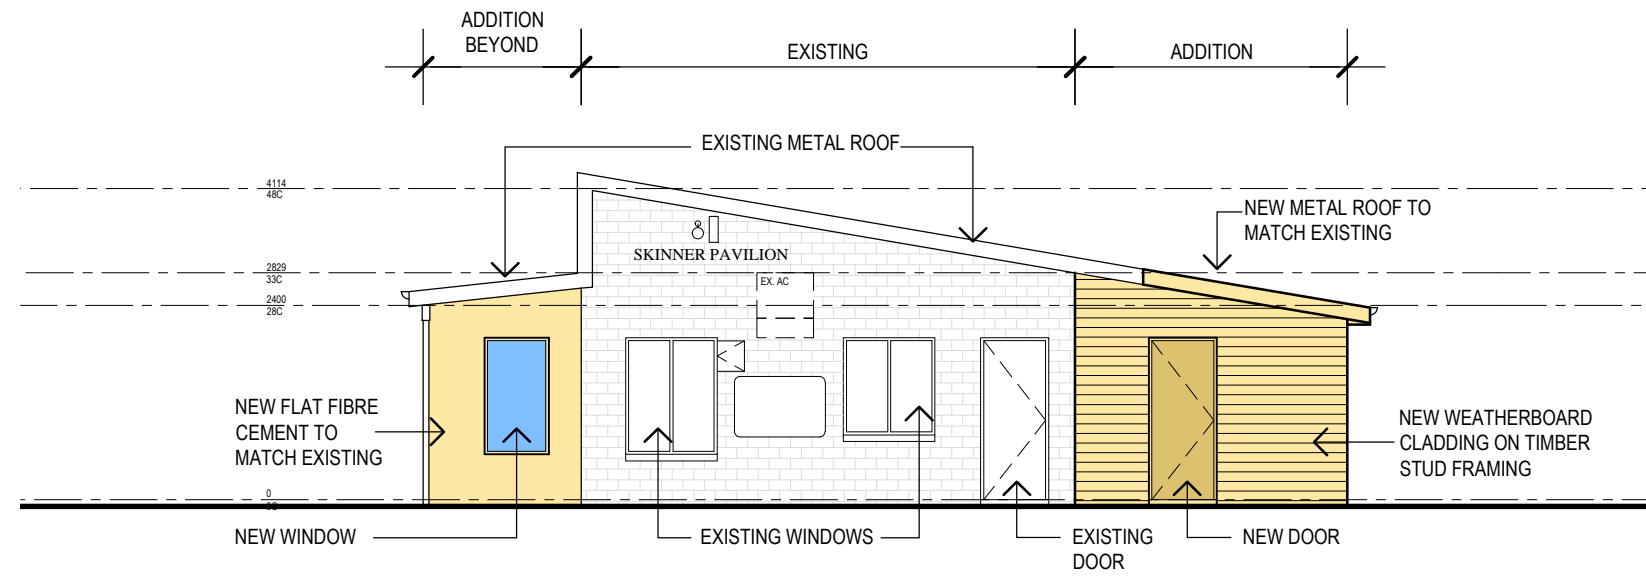 ADDITION
BEYOND
EXISTING
ADDITION
EXISTING METAL ROOF
4114
48C
NEW METAL ROOF TO
MATCH EXISTING
SKINNER PAVILION
2829
33C
EX. AC
2400
28C
NEW FLAT FIBRE
CEMENT TO
MATCH EXISTING
NEW WEATHERBOARD
CLADDING ON TIMBER
STUD FRAMING
0
NEW WINDOW
EXISTING WINDOWS
EXISTING
DOOR
NEW DOOR